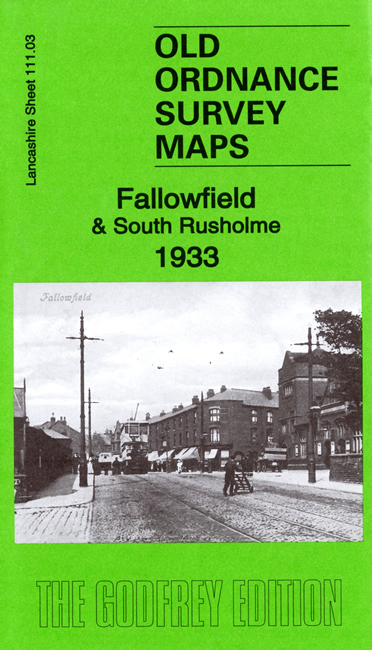 Lancashire Sheet 111.03
OLD
ORDNANCE
SURVEY
MAPS
Fallowfield
& South Rusholme
1933
Fallowfield
THE GODFREY EDITION